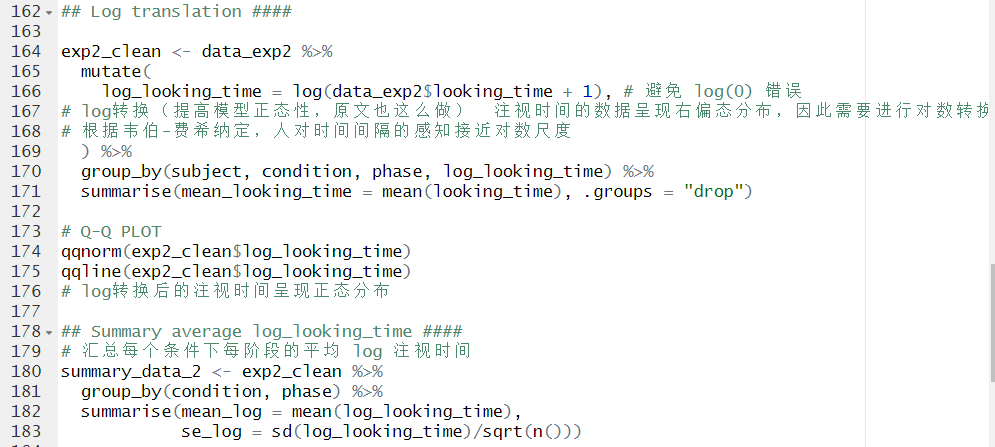 162 ## Log translation ####
163
164 exp2_clean <- data_exp2 %>%
165   mutate(
166     log_looking_time = log(data_exp2$looking_time + 1), # 避免 log(0) 错误
167 # log转换（提高模型正态性，原文也这么做）  注视时间的数据呈现右偏态分布，因此需要进行对数转换
168 # 根据韦伯-费希纳定，人对时间间隔的感知接近对数尺度
169   ) %>%
170   group_by(subject, condition, phase, log_looking_time) %>%
171   summarise(mean_looking_time = mean(looking_time), .groups = "drop")
172
173 # Q-Q PLOT
174 qqnorm(exp2_clean$log_looking_time)
175 qqline(exp2_clean$log_looking_time)
176 # log转换后的注视时间呈现正态分布
177
178 ## Summary average log_looking_time ####
179 # 汇总每个条件下每阶段的平均 log 注视时间
180 summary_data_2 <- exp2_clean %>%
181   group_by(condition, phase) %>%
182   summarise(mean_log = mean(log_looking_time),
183             se_log = sd(log_looking_time)/sqrt(n()))